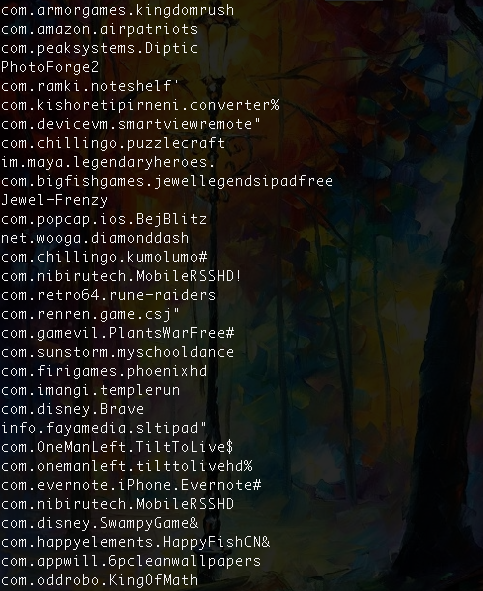 com.armorgames.kingdomrush
com.amazon.airpatriots
com.peaksystems.Diptic
PhotoForge2
com.ramki.noteshelf'
com.kishoretipirneni.converter%
com.devicevm.smartviewremote"
com.chillingo.puzzlecraft
im.maya.legendaryheroes.
com.bigfishgames.jewellegendsipadfree
Jewel-Frenzy
com.popcap.ios.BejBlitz
net.wooga.diamonddash
com.chillingo.kumolumo#
com.nibirutech.MobileRSSHD!
com.retro64.rune-raiders
com.renren.game.csj"
com.gamevil.PlantsWarFree#
com.sunstorm.myschooldance
com.firigames.phoenixhd
com.imangi.templerun
com.disney.Brave
info.fayamedia.sltipad"
com.OneManLeft.TiltToLive$
com.onemanleft.tilttolivehd%
com.evernote.iPhone.Evernote#
com.nibirutech.MobileRSSHD
com.disney.SwampyGame&
com.happyelements.HappyFishCN&
com.appwill.6pcleanwallpapers
com.oddrobo.KingOfMath